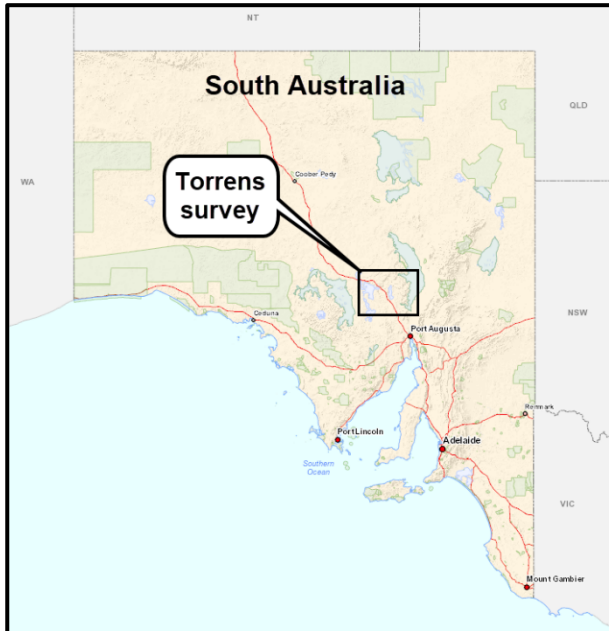 NT
South Australia
QLD
Coober Pedy
WA
Torrens
survey
NSW
Ceduna
Port Augusta
Renmark
Port Lincoln
Adelaide
Southern
Ocean
VIC
Mount Gambier